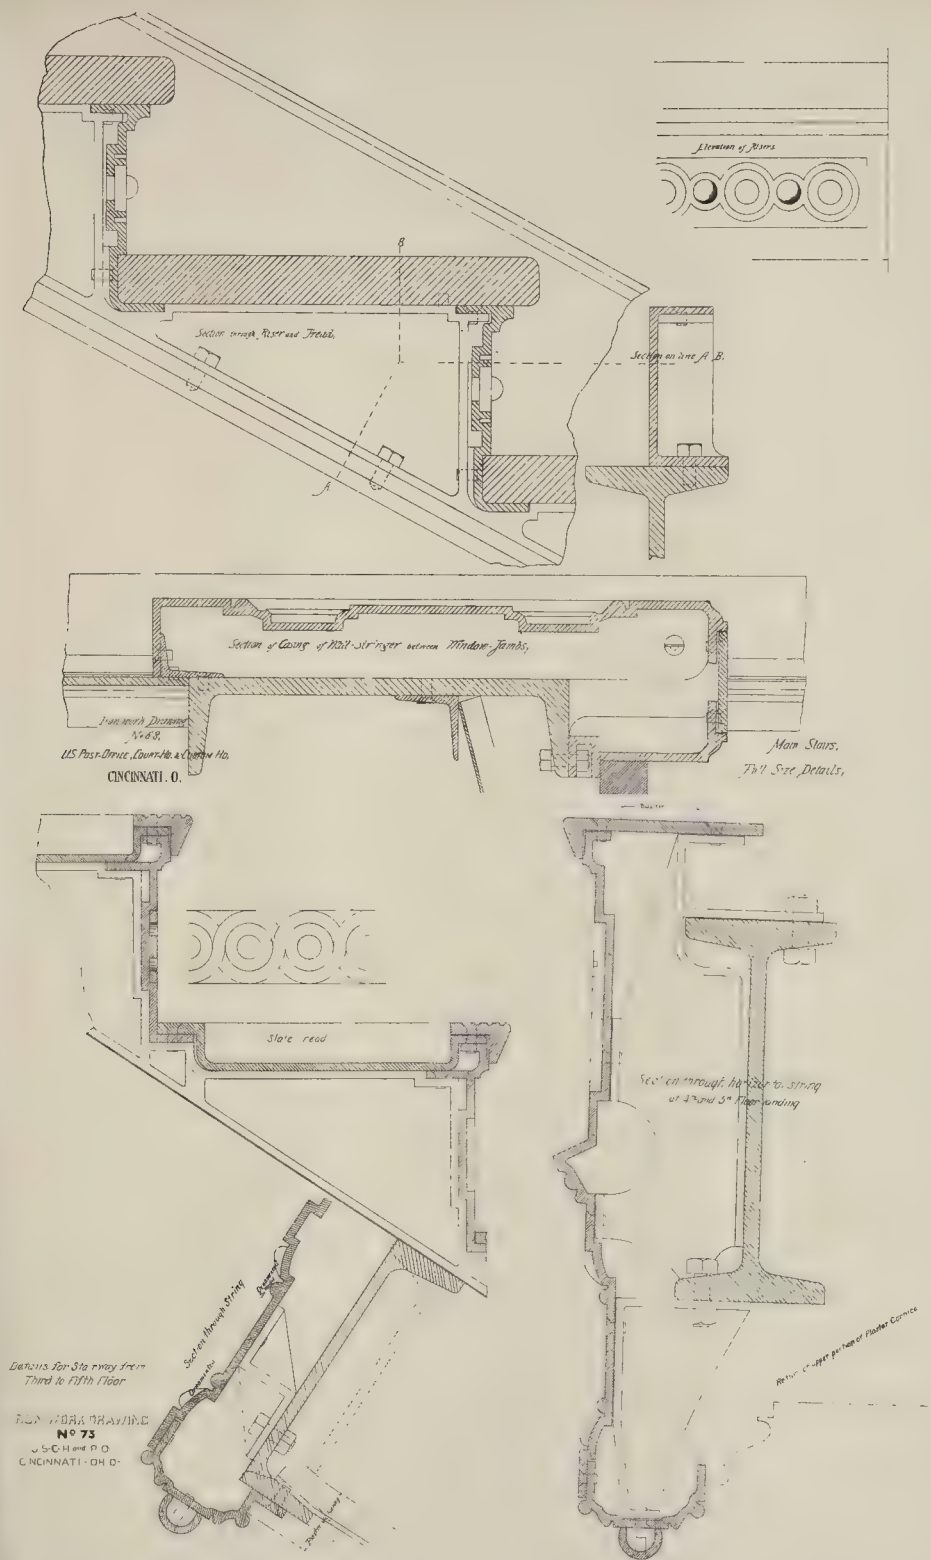 Elevation of Risers
B
Section through Riser and Tread.
Section on line A B.
A
Section of Casing of Wall-stringer between Window-Jambs,
Ironwork Drawing
No 68.
U.S. Post-Office, Court-Ho. & Custom Ho.
CINCINNATI. O.
Main Stairs,
Full Size Details,
Slate read
Section through horizontal string
at 4th and 5th Floor landing
Section through String
Ornamental
Ornamental
Details for Stairway from
Third to Fifth Floor
IRON WORK DRAWING
No 73
U.S.C.H and P.O
CINCINNATI-OHIO-
Return of upper portion of Plaster Cornice